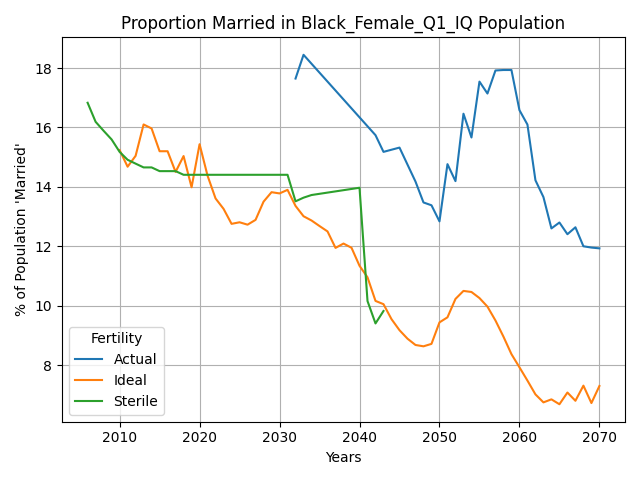 Proportion Married in Black_Female_Q1_IQ Population
% of Population 'Married'
18
16
14
12
10
8
Fertility
Actual
Ideal
Sterile
2010 2020 2030 2040 2050 2060 2070
Years